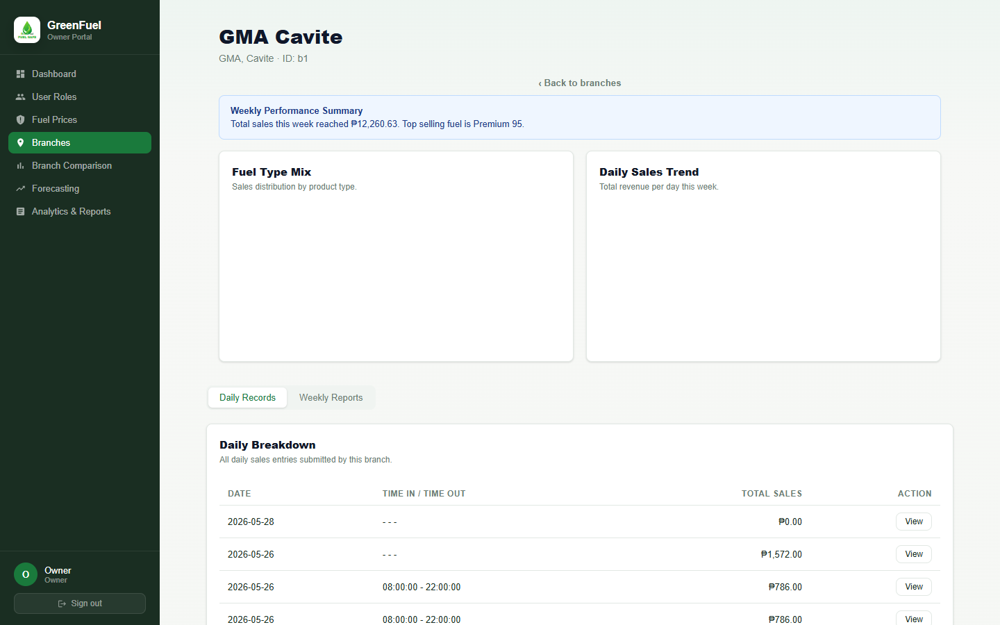 GreenFuel
Owner Portal
Dashboard
User Roles
Fuel Prices
Branches
Branch Comparison
Forecasting
Analytics & Reports
O
Owner
Owner
Sign out
GMA Cavite
GMA, Cavite · ID: b1
‹ Back to branches
Weekly Performance Summary
Total sales this week reached ₱12,260.63. Top selling fuel is Premium 95.
Fuel Type Mix
Sales distribution by product type.
Daily Sales Trend
Total revenue per day this week.
Daily Records Weekly Reports
Daily Breakdown
All daily sales entries submitted by this branch.
DATE TIME IN / TIME OUT TOTAL SALES ACTION
2026-05-28 - - - ₱0.00 View
2026-05-26 - - - ₱1,572.00 View
2026-05-26 08:00:00 - 22:00:00 ₱786.00 View
2026-05-26 08:00:00 - 22:00:00 ₱786.00 View